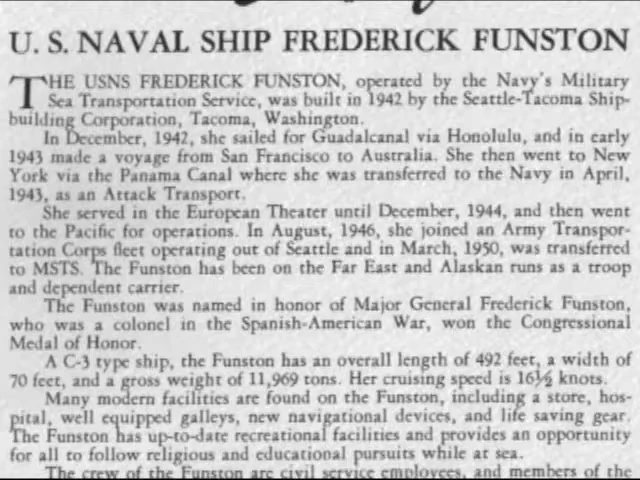 U. S. NAVAL SHIP FREDERICK FUNSTON
THE USNS FREDERICK FUNSTON, operated by the Navy's Military
Sea Transportation Service, was built in 1942 by the Seattle-Tacoma Ship-
building Corporation, Tacoma, Washington.
In December, 1942, she sailed for Guadalcanal via Honolulu, and in early
1943 made a voyage from San Francisco to Australia. She then went to New
York via the Panama Canal where she was transferred to the Navy in April,
1943, as an Attack Transport.
She served in the European Theater until December, 1944, and then went
to the Pacific for operations. In August, 1946, she joined an Army Transpor-
tation Corps fleet operating out of Seattle and in March, 1950, was transferred
to MSTS. The Funston has been on the Far East and Alaskan runs as a troop
and dependent carrier.
The Funston was named in honor of Major General Frederick Funston,
who was a colonel in the Spanish-American War, won the Congressional
Medal of Honor.
A C-3 type ship, the Funston has an overall length of 492 feet, a width of
70 feet, and a gross weight of 11,969 tons. Her cruising speed is 16½ knots.
Many modern facilities are found on the Funston, including a store, hos-
pital, well equipped galleys, new navigational devices, and life saving gear.
The Funston has up-to-date recreational facilities and provides an opportunity
for all to follow religious and educational pursuits while at sea.
The crew of the Funston are civil service employees, and members of the